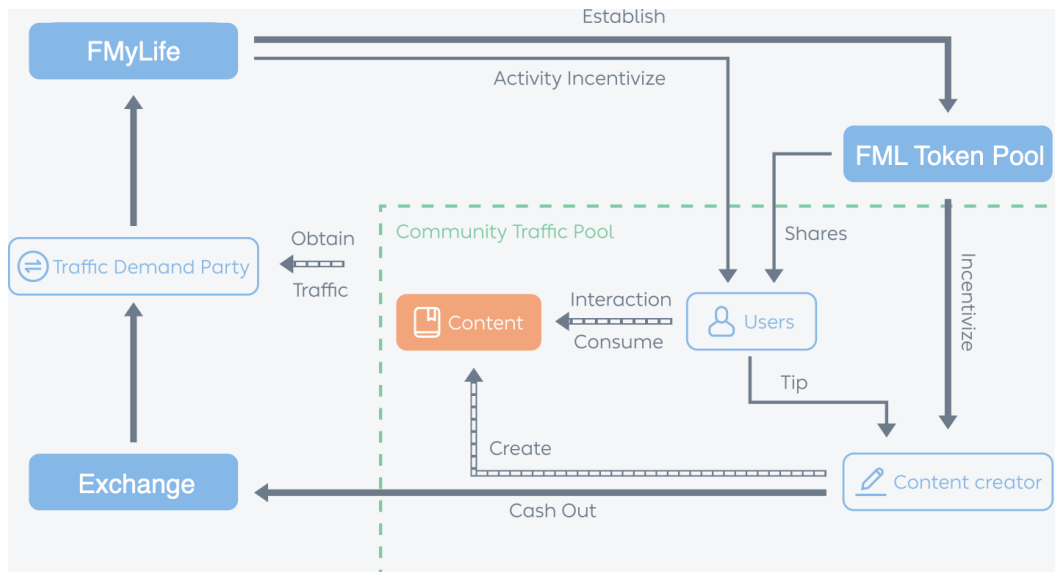 Establish
FMyLife
Activity Incentivize
FML Token Pool
Community Traffic Pool
Shares
Obtain
Traffic Demand Party
Traffic
Incentivize
Interaction
Content
Users
Consume
Tip
Create
Exchange
Content creator
Cash Out